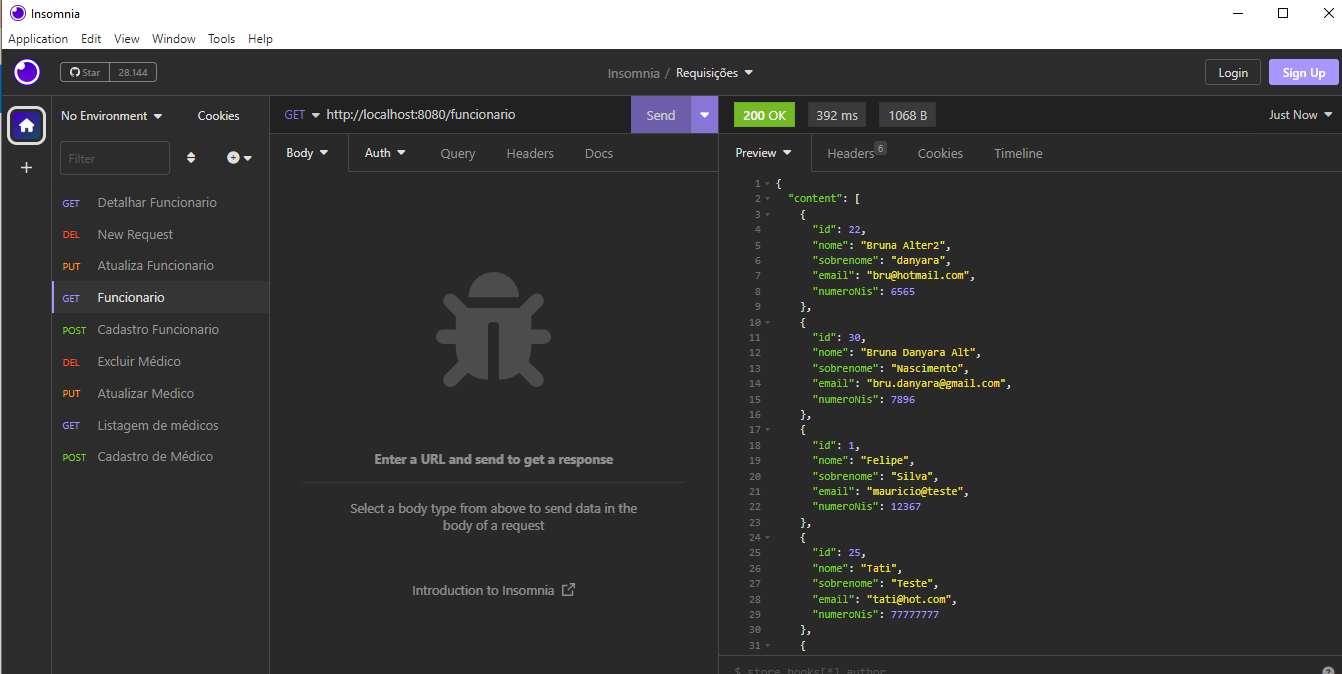 Insomnia
Application Edit View Window Tools Help
Star 28.144
Insomnia / Requisições
Login Sign Up
No Environment Cookies
Filter
GET Detalhar Funcionario
DEL New Request
PUT Atualiza Funcionario
GET Funcionario
POST Cadastro Funcionario
DEL Excluir Médico
PUT Atualizar Medico
GET Listagem de médicos
POST Cadastro de Médico
GET http://localhost:8080/funcionario Send
Body Auth Query Headers Docs
Enter a URL and send to get a response
Select a body type from above to send data in the
body of a request
Introduction to Insomnia
200 OK 392 ms 1068 B Just Now
Preview Headers 6 Cookies Timeline
1 {
2 "content": [
3 {
4 "id": 22,
5 "nome": "Bruna Alter2",
6 "sobrenome": "danyara",
7 "email": "bru@hotmail.com",
8 "numeroNis": 6565
9 },
10 {
11 "id": 30,
12 "nome": "Bruna Danyara Alt",
13 "sobrenome": "Nascimento",
14 "email": "bru.danyara@gmail.com",
15 "numeroNis": 7896
16 },
17 {
18 "id": 1,
19 "nome": "Felipe",
20 "sobrenome": "Silva",
21 "email": "mauricio@teste",
22 "numeroNis": 12367
23 },
24 {
25 "id": 25,
26 "nome": "Tati",
27 "sobrenome": "Teste",
28 "email": "tati@hot.com",
29 "numeroNis": 77777777
30 },
31 {
$.store.books[*].author